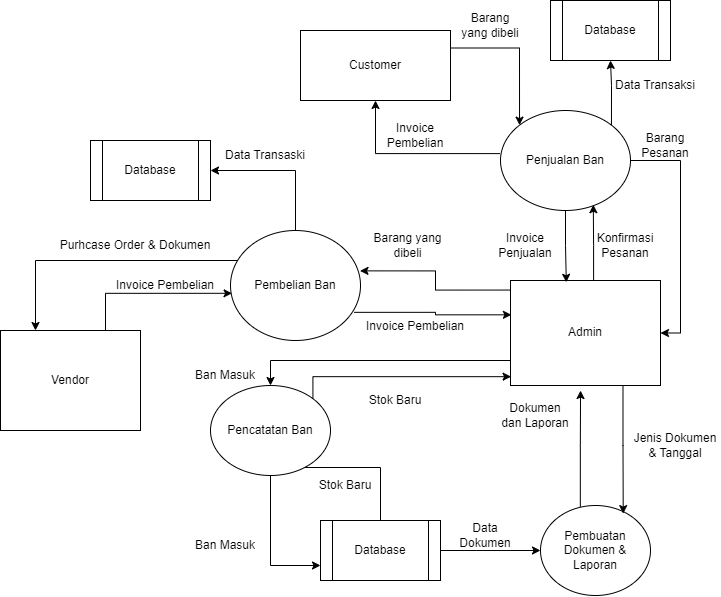 Barang
yang dibeli
Database
Customer
Data Transaksi
Invoice
Pembelian
Penjualan Ban
Barang
Pesanan
Data Transaski
Database
Purhcase Order & Dokumen
Barang yang
dibeli
Invoice
Penjualan
Konfirmasi
Pesanan
Invoice Pembelian
Pembelian Ban
Invoice Pembelian
Admin
Vendor
Ban Masuk
Stok Baru
Pencatatan Ban
Dokumen
dan Laporan
Jenis Dokumen
& Tanggal
Stok Baru
Ban Masuk
Database
Data
Dokumen
Pembuatan
Dokumen &
Laporan